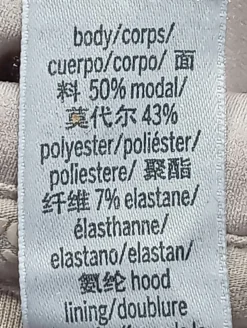 body/corps/
cuerpo/corpo/ 面
料 50% modal/
莫代尔 43%
polyester/poliéster/
poliestere/ 聚酯
纤维 7% elastane/
élasthanne/
elastano/elastan/
氨纶 hood
lining/doublure